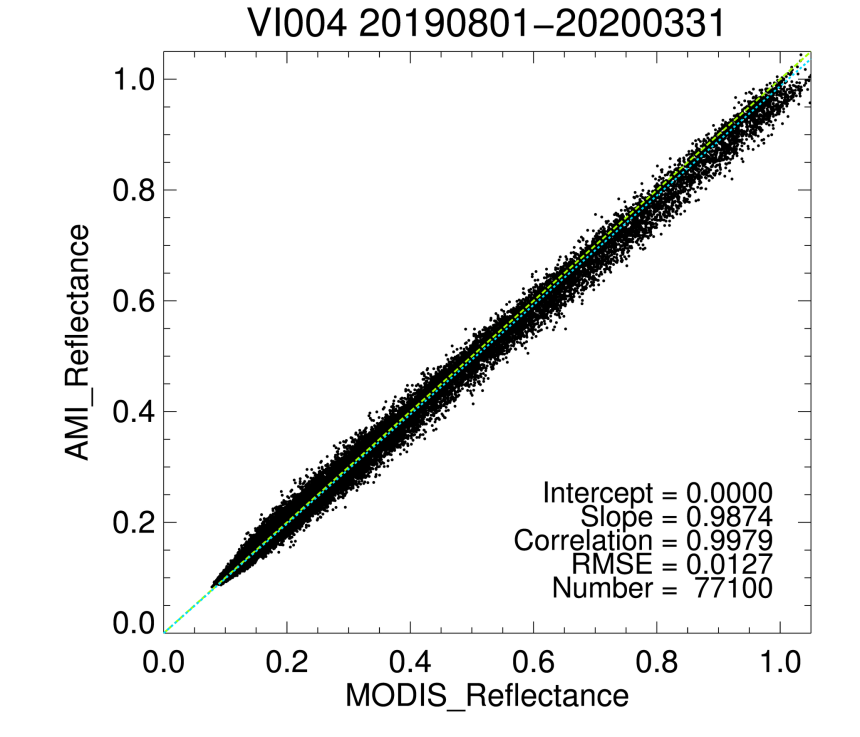 VI004 20190801−20200331
1.0
0.8
0.6
0.4
0.2
0.0
AMI_Reflectance
Intercept = 0.0000
Slope = 0.9874
Correlation = 0.9979
RMSE = 0.0127
Number = 77100
0.0 0.2 0.4 0.6 0.8 1.0
MODIS_Reflectance